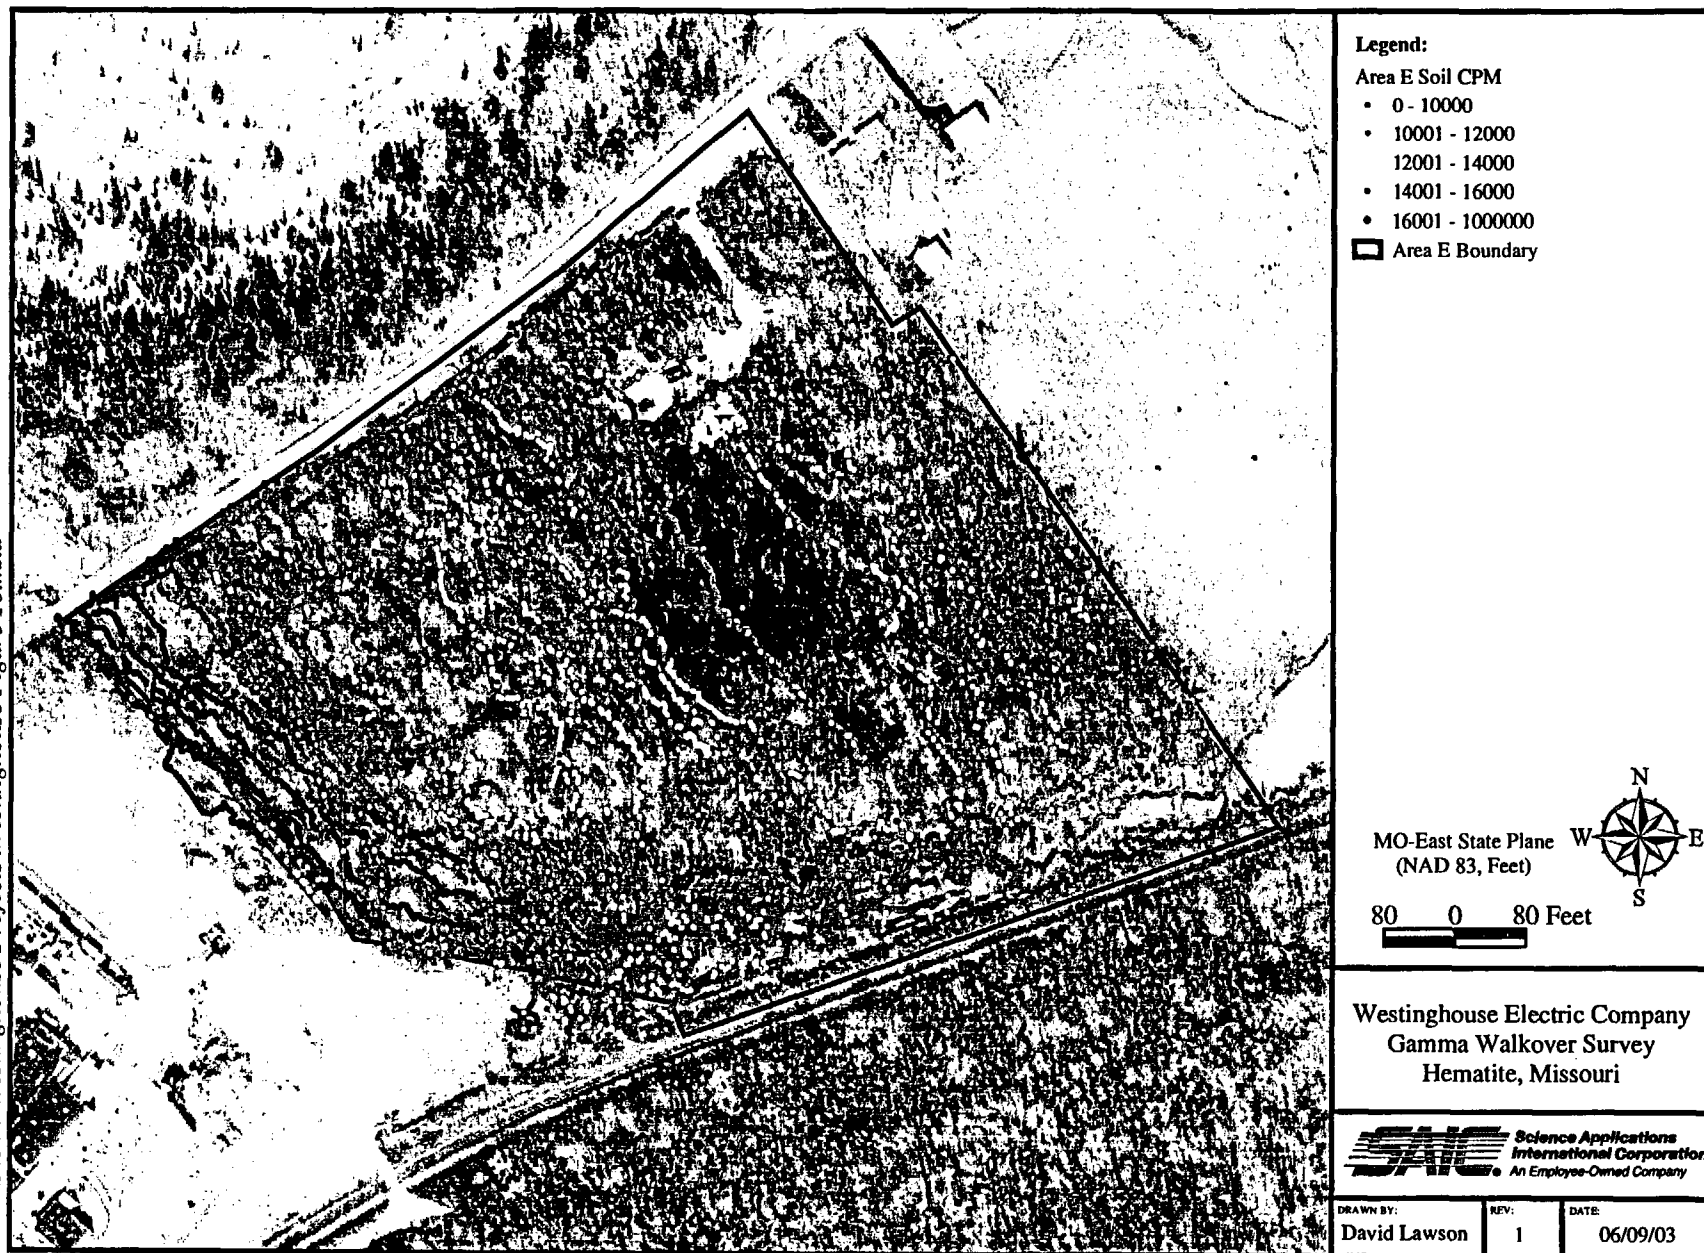 Legend:
Area E Soil CPM
0 - 10000
10001 - 12000
12001 - 14000
14001 - 16000
16001 - 1000000
Area E Boundary
N
W E
S
MO-East State Plane
(NAD 83, Feet)
80 0 80 Feet
Westinghouse Electric Company
Gamma Walkover Survey
Hematite, Missouri
SAIC
Science Applications
International Corporation
An Employee-Owned Company
DRAWN BY: REV: DATE:
David Lawson 1 06/09/03